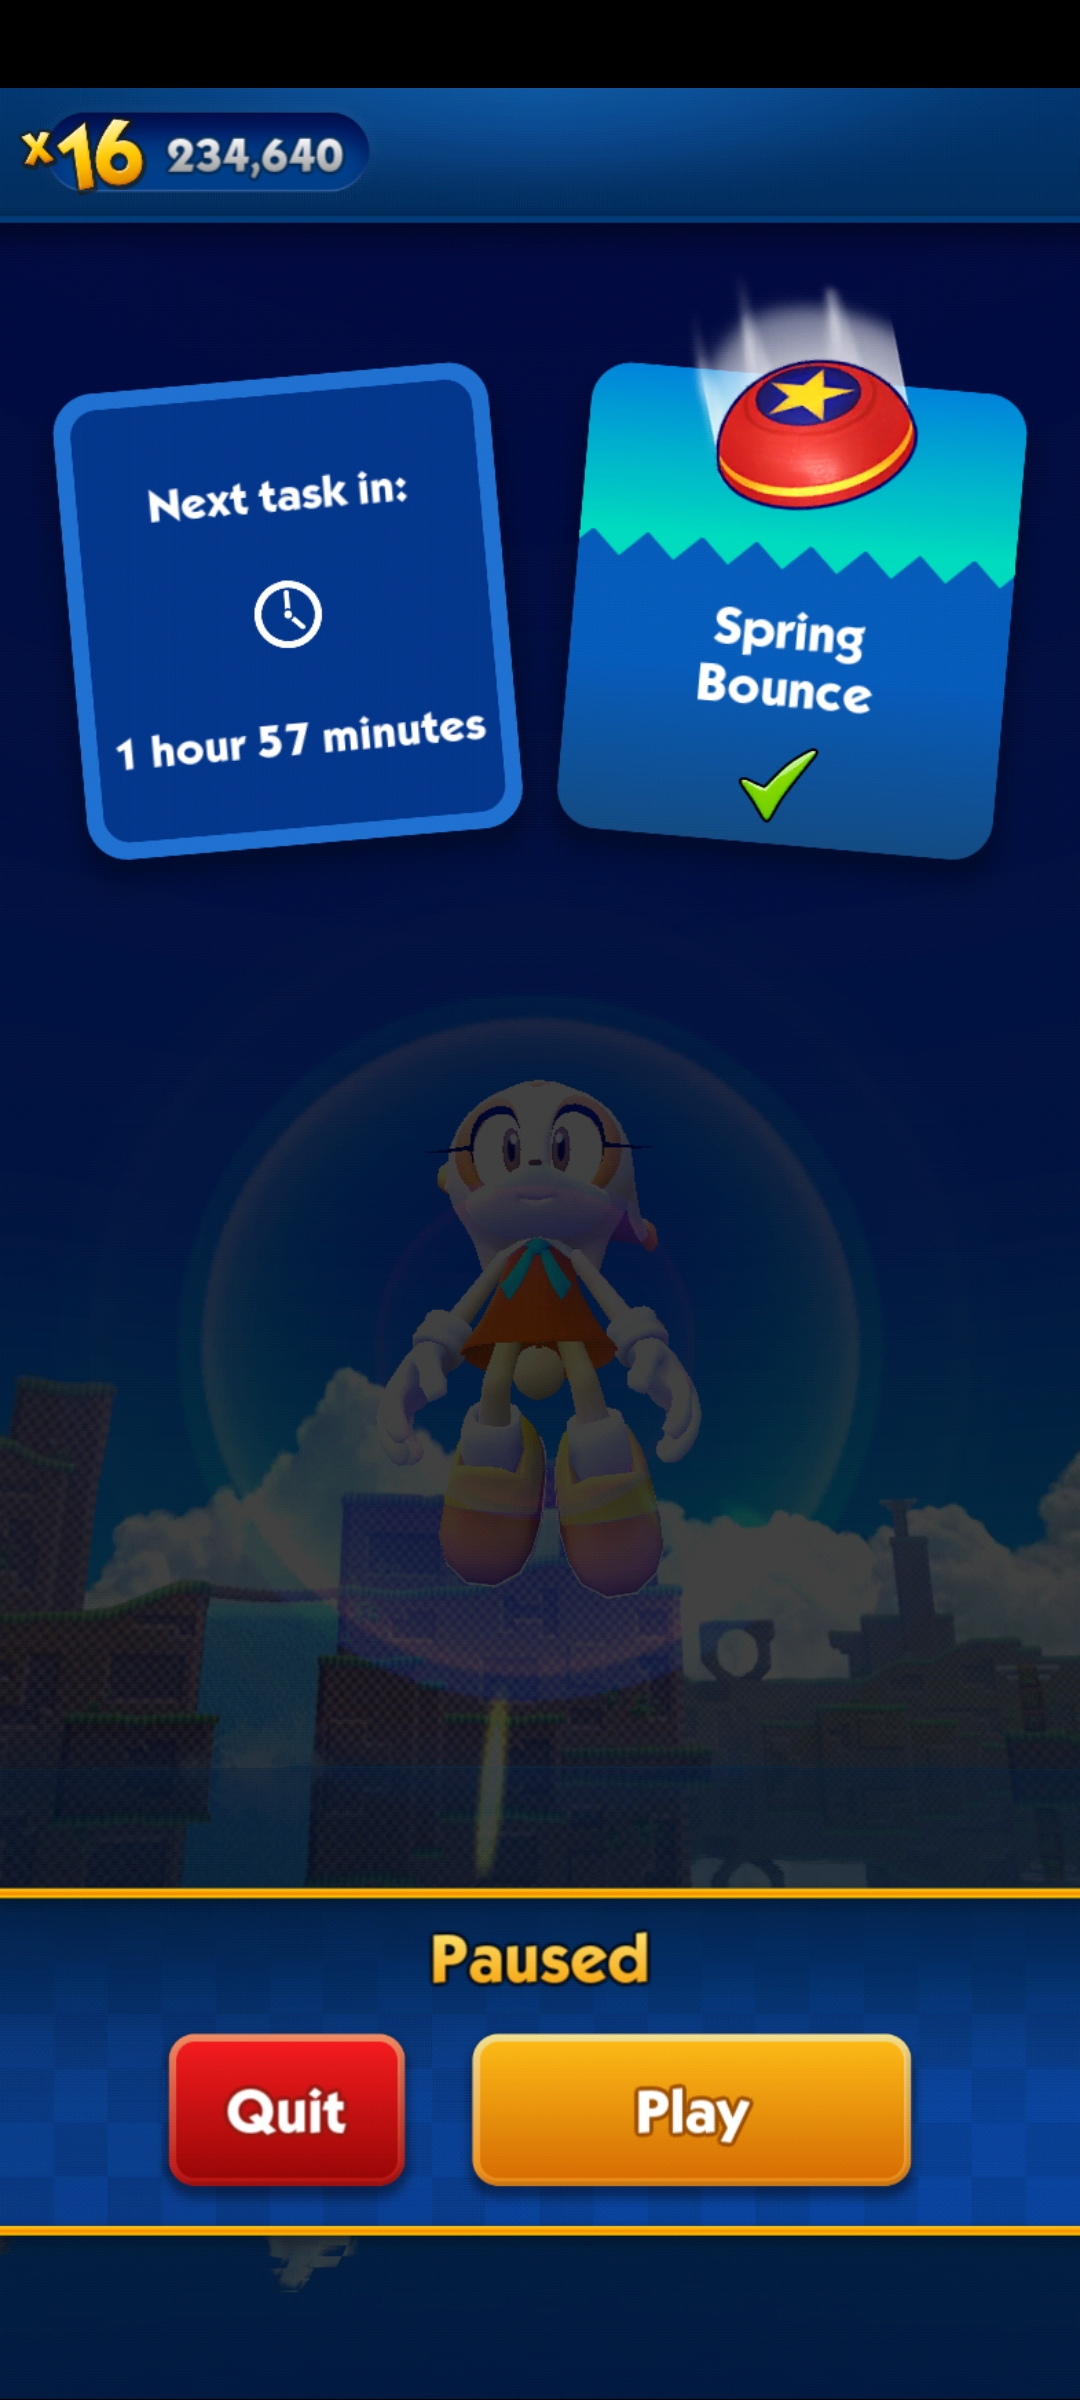 x16 234,640
Next task in:
1 hour 57 minutes
Spring
Bounce
Paused
Quit
Play